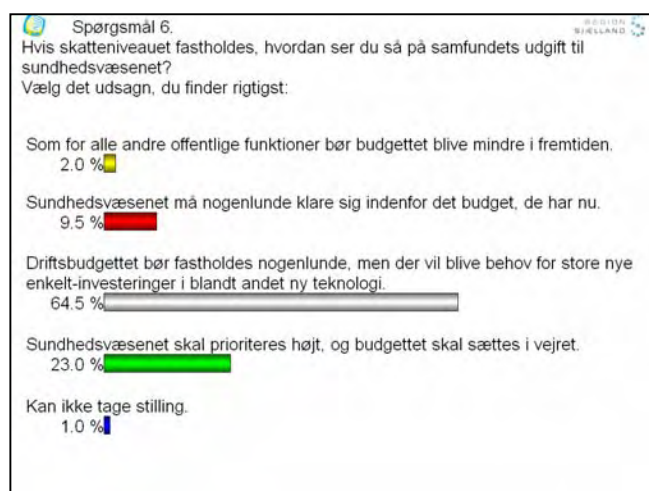 Spørgsmål 6.
REGION
SJÆLLAND
Hvis skatteniveauet fastholdes, hvordan ser du så på samfundets udgift til
sundhedsvæsenet?
Vælg det udsagn, du finder rigtigst:
Som for alle andre offentlige funktioner bør budgettet blive mindre i fremtiden.
2.0 %
Sundhedsvæsenet må nogenlunde klare sig indenfor det budget, de har nu.
9.5 %
Driftsbudgettet bør fastholdes nogenlunde, men der vil blive behov for store nye
enkelt-investeringer i blandt andet ny teknologi.
64.5 %
Sundhedsvæsenet skal prioriteres højt, og budgettet skal sættes i vejret.
23.0 %
Kan ikke tage stilling.
1.0 %